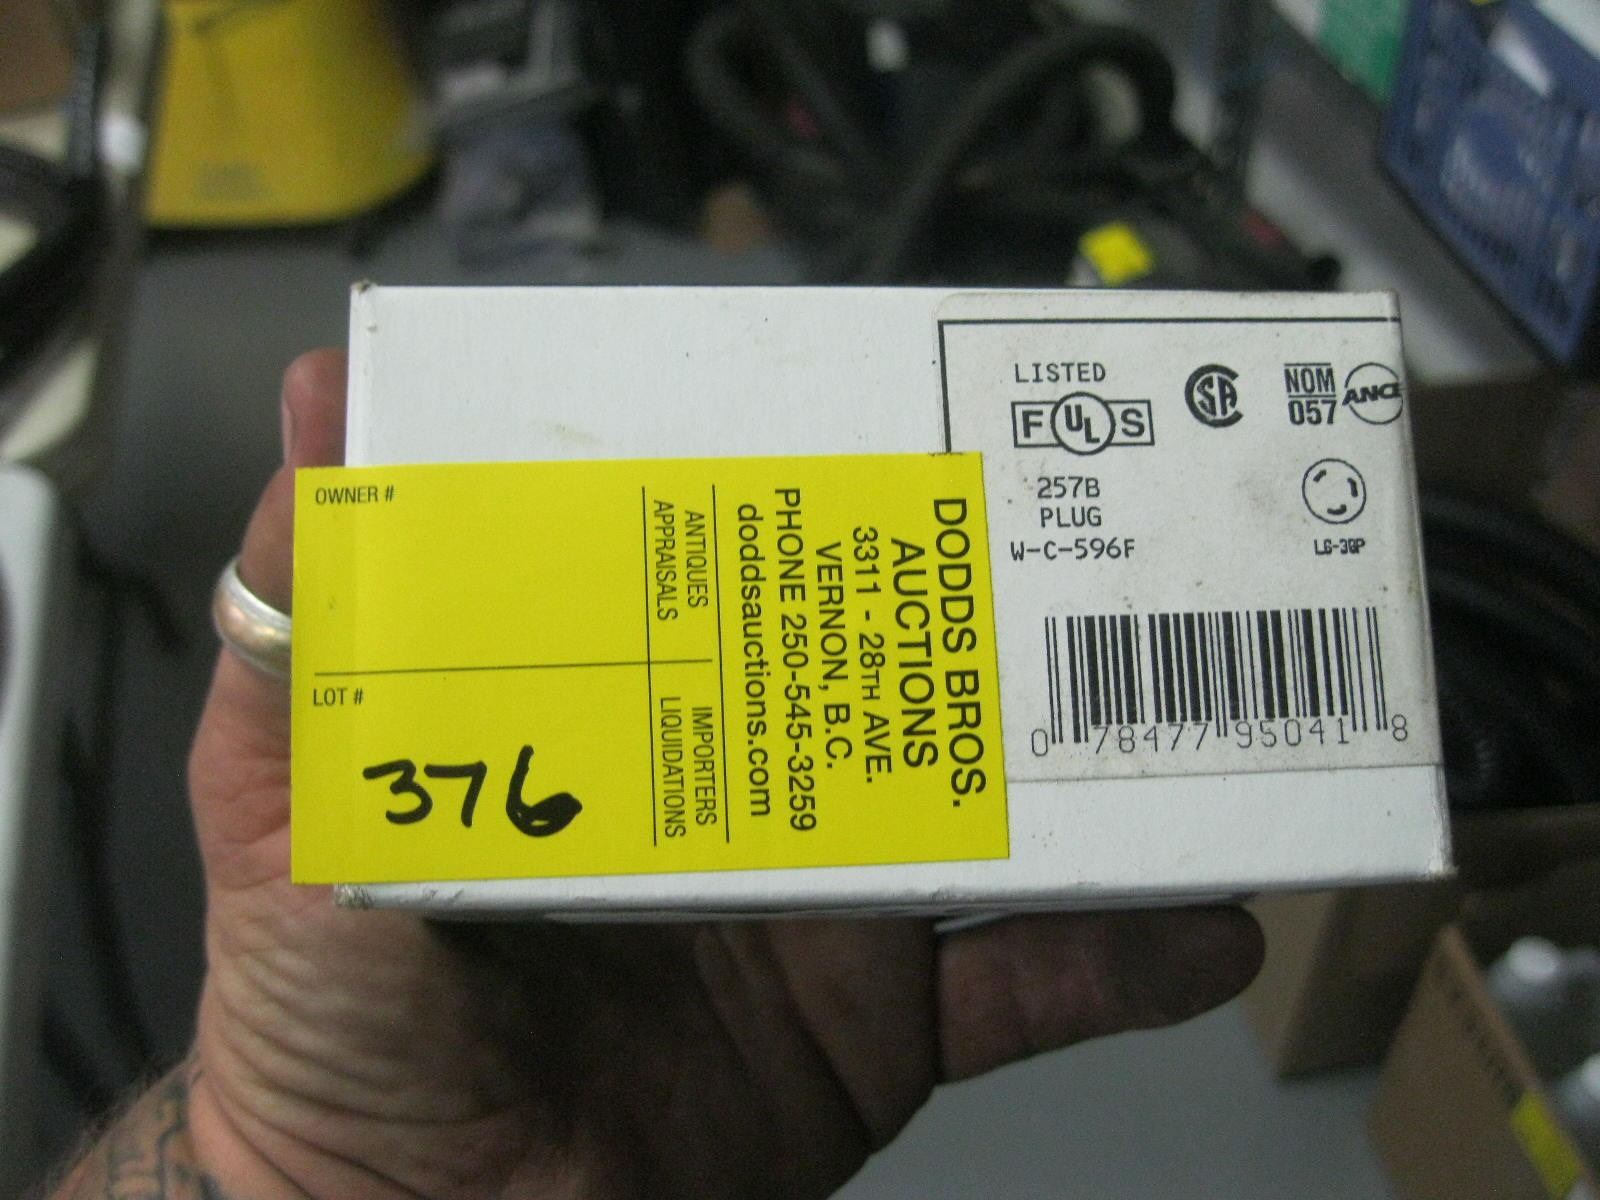 LISTED
F UL S
SA
NOM
057
ANCE
257B
PLUG
W-C-596F
L6-30P
0 78477 95041 8
DODDS BROS.
AUCTIONS
3311 - 28TH AVE.
VERNON, B.C.
PHONE 250-545-3259
doddsauctions.com
ANTIQUES IMPORTERS
APPRAISALS LIQUIDATIONS
OWNER #
LOT #
376